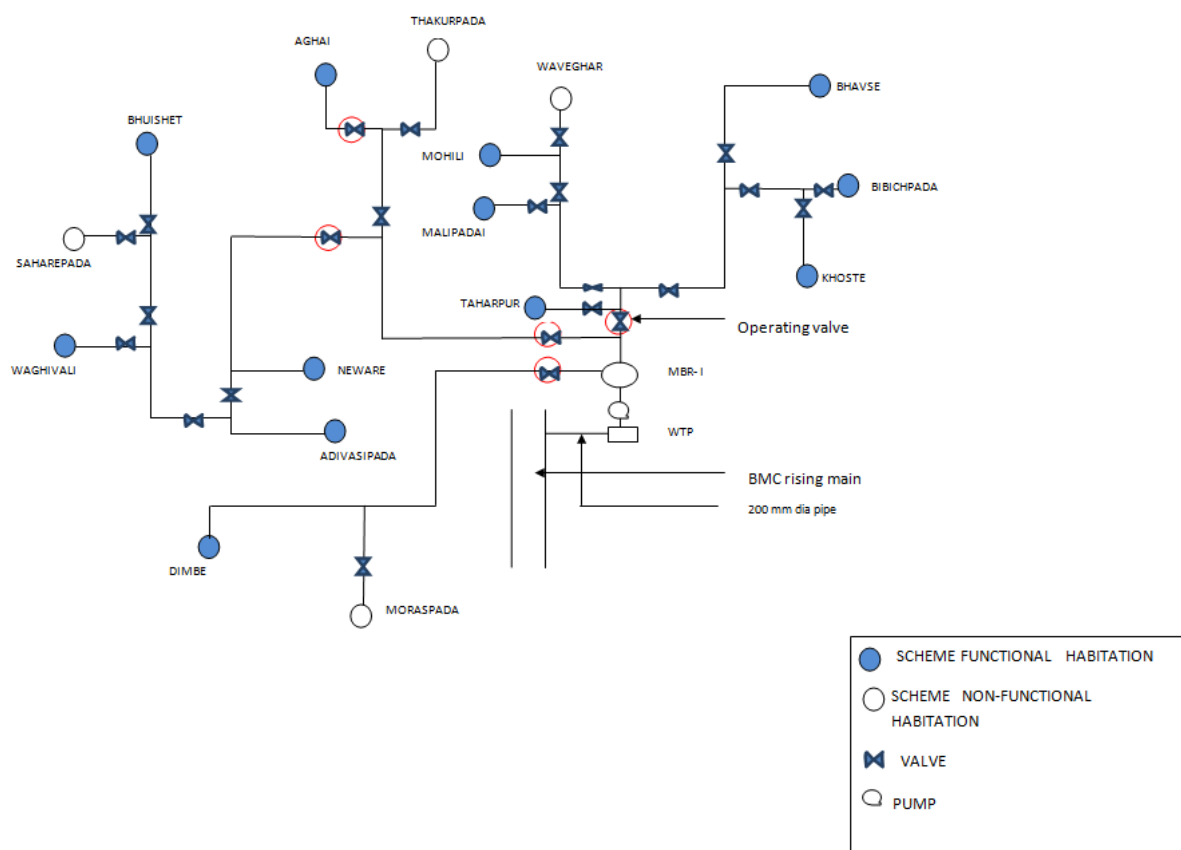 THAKURPADA
AGHAI
WAVEGHAR
BHAVSE
BHUISHET
MOHILI
BIBICHPADA
MALIPADAI
SAHAREPADA
KHOSTE
TAHARPUR
Operating valve
WAGHIVALI
NEWARE
MBR-I
WTP
ADIVASIPADA
BMC rising main
200 mm dia pipe
DIMBE
MORASPADA
SCHEME FUNCTIONAL HABITATION
SCHEME NON-FUNCTIONAL
HABITATION
VALVE
PUMP